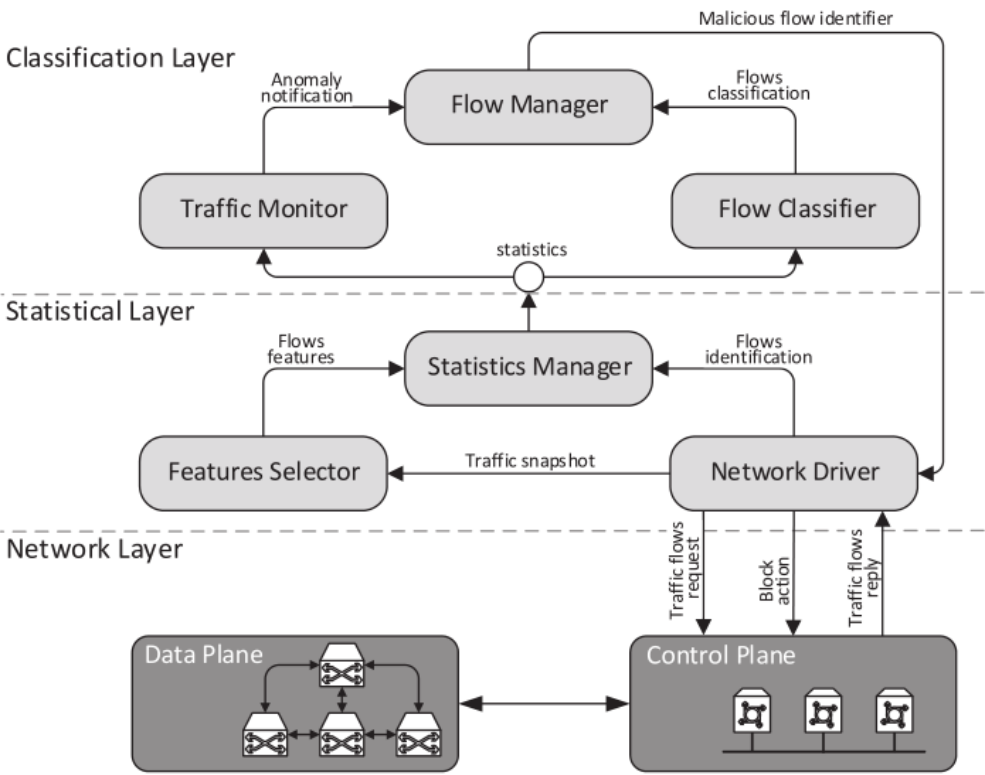 Malicious flow identifier
Classification Layer
Anomaly
notification
Flow Manager
Flows
classification
Traffic Monitor
Flow Classifier
statistics
Statistical Layer
Flows
features
Statistics Manager
Flows
identification
Features Selector
Traffic snapshot
Network Driver
Network Layer
Traffic flows
request
Block
action
Traffic flows
reply
Data Plane
Control Plane